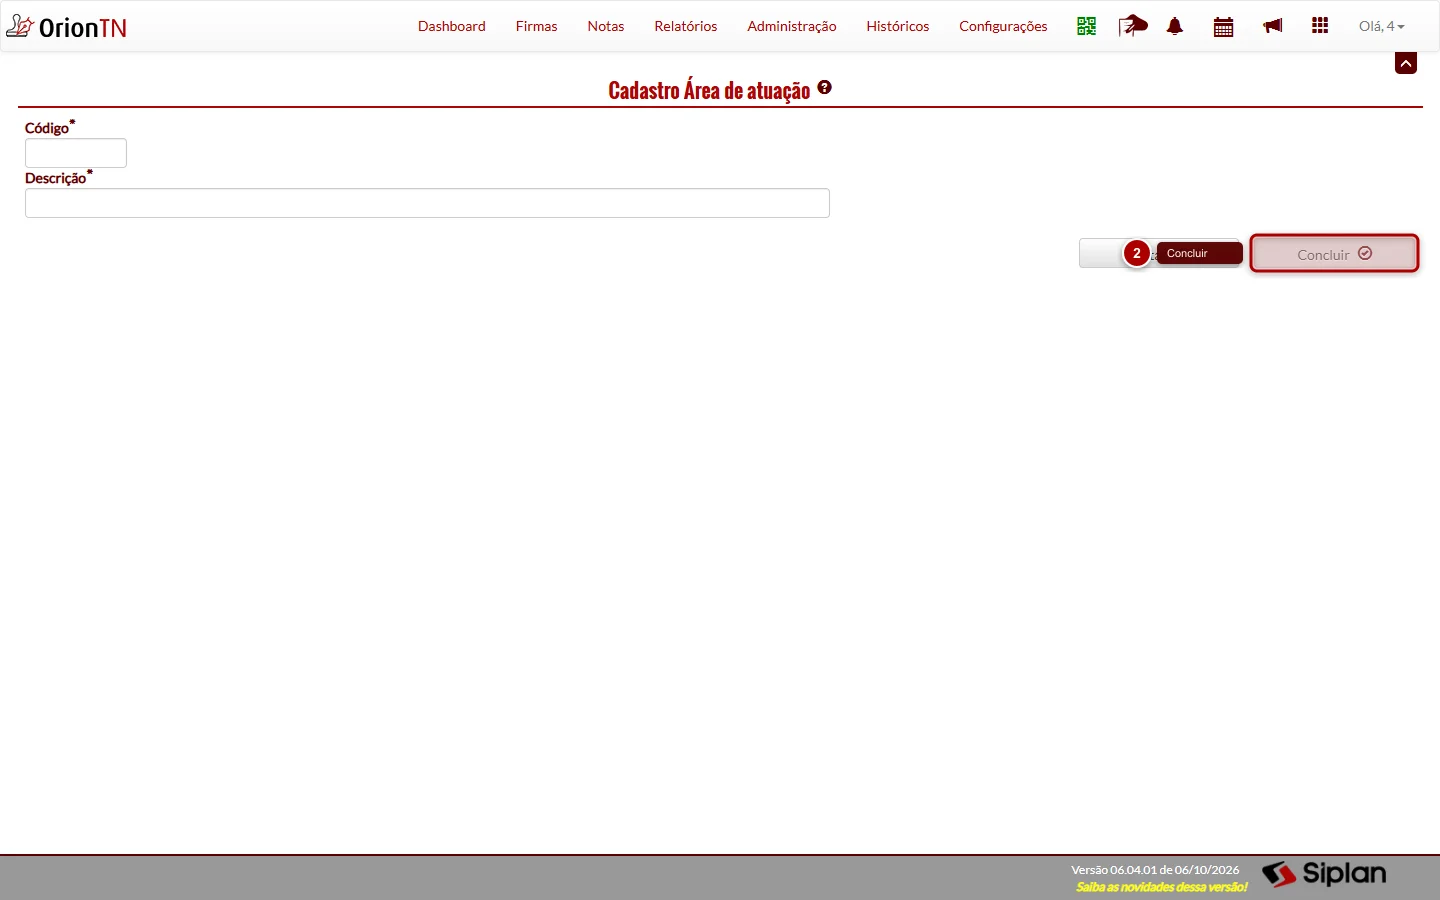 OrionTN
Dashboard Firmas Notas Relatórios Administração Históricos Configurações Olá, 4
Cadastro Área de atuação ?
Código*
Descrição*
2 Concluir Concluir
Versão 06.04.01 de 06/10/2026
Saiba as novidades dessa versão!
Siplan